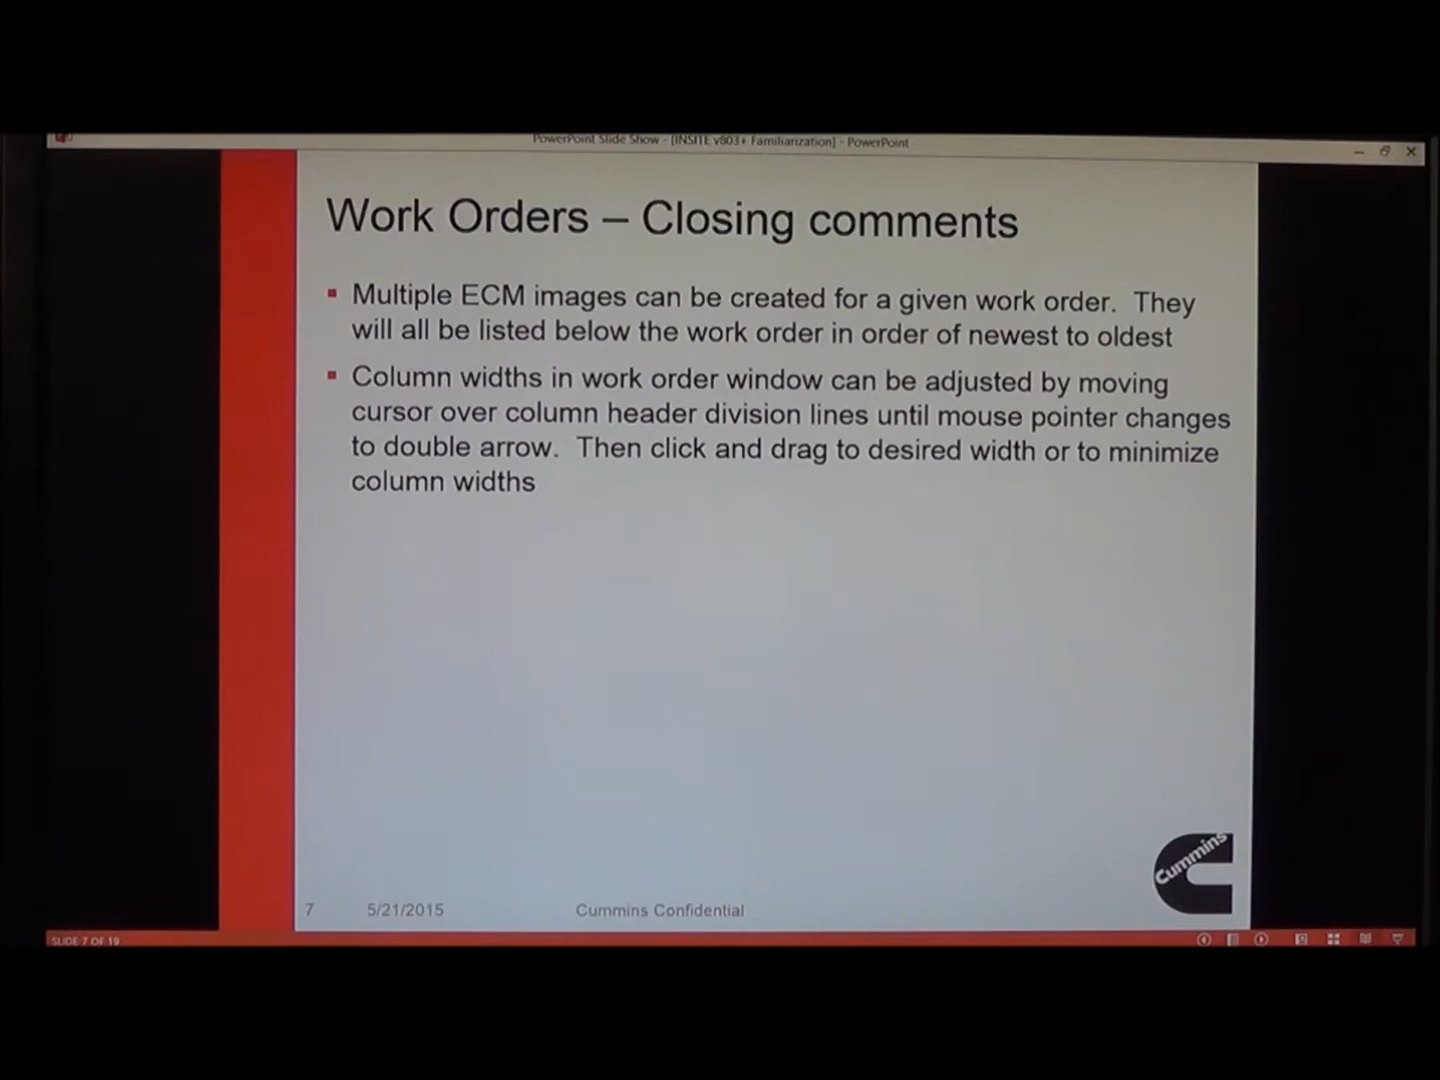 PowerPoint Slide Show - [INSITE v803+ Familiarization] - PowerPoint
Work Orders – Closing comments
▪ Multiple ECM images can be created for a given work order.  They
will all be listed below the work order in order of newest to oldest
▪ Column widths in work order window can be adjusted by moving
cursor over column header division lines until mouse pointer changes
to double arrow.  Then click and drag to desired width or to minimize
column widths
Cummins
7 5/21/2015 Cummins Confidential
SLIDE 7 OF 19